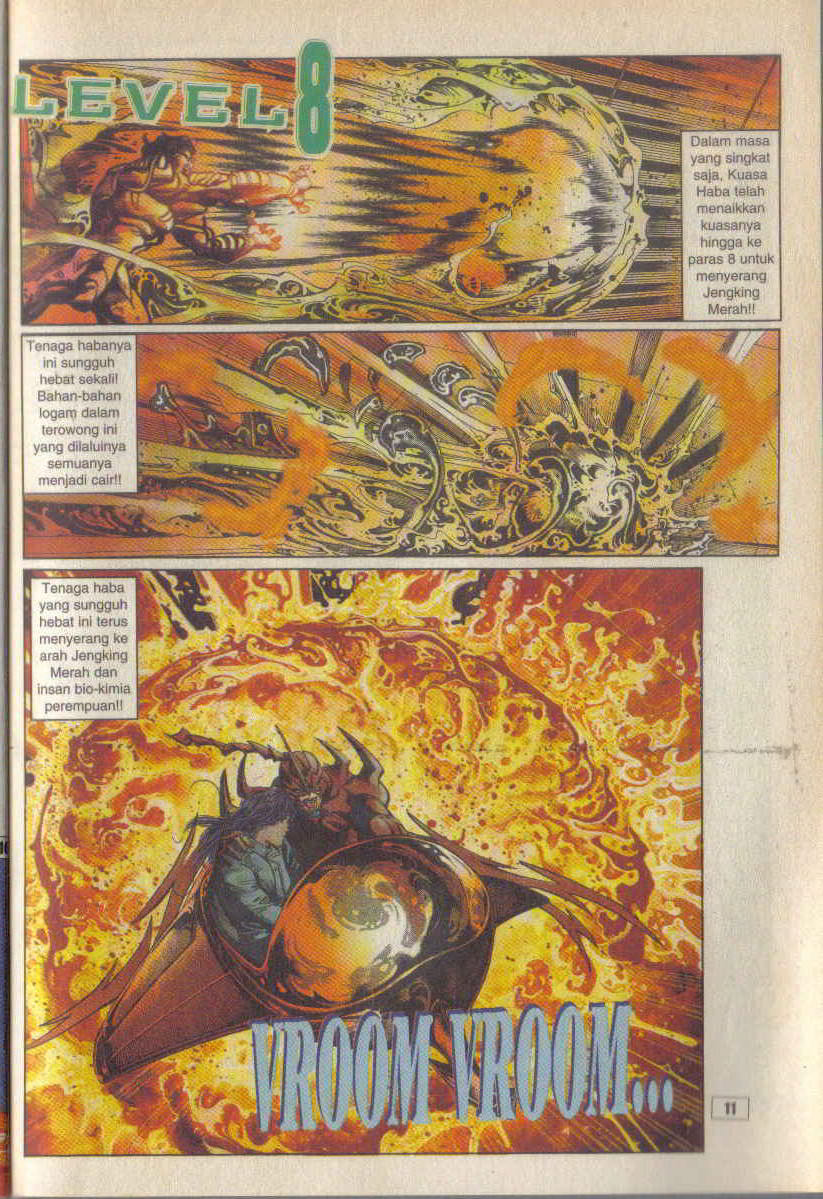 LEVEL 8
Dalam masa
yang singkat
saja, Kuasa
Haba telah
menaikkan
kuasanya
hingga ke
paras 8 untuk
menyerang
Jengking
Merah!!
Tenaga habanya
ini sungguh
hebat sekali!
Bahan-bahan
logam dalam
terowong ini
yang dilaluinya
semuanya
menjadi cair!!
Tenaga haba
yang sungguh
hebat ini terus
menyerang ke
arah Jengking
Merah dan
insan bio-kimia
perempuan!!
VROOM VROOM...
11